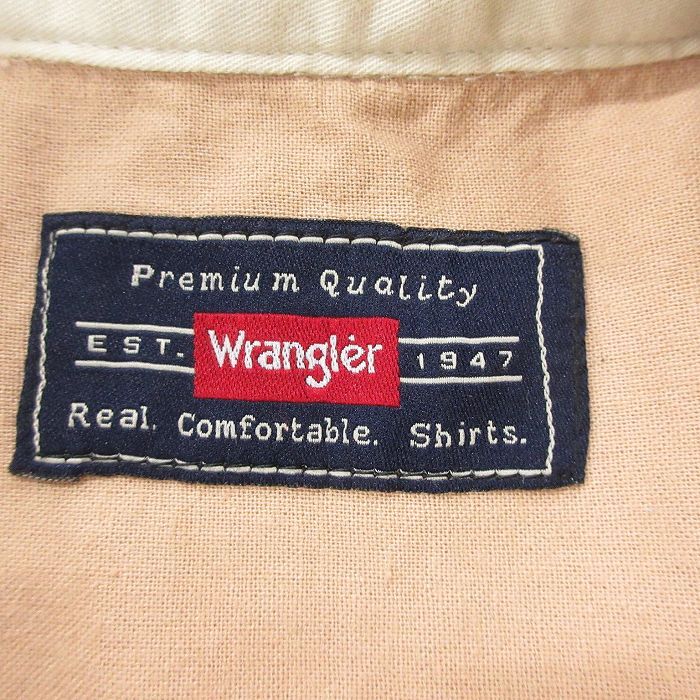 Premium Quality
EST. Wrangler 1947
Real. Comfortable. Shirts.